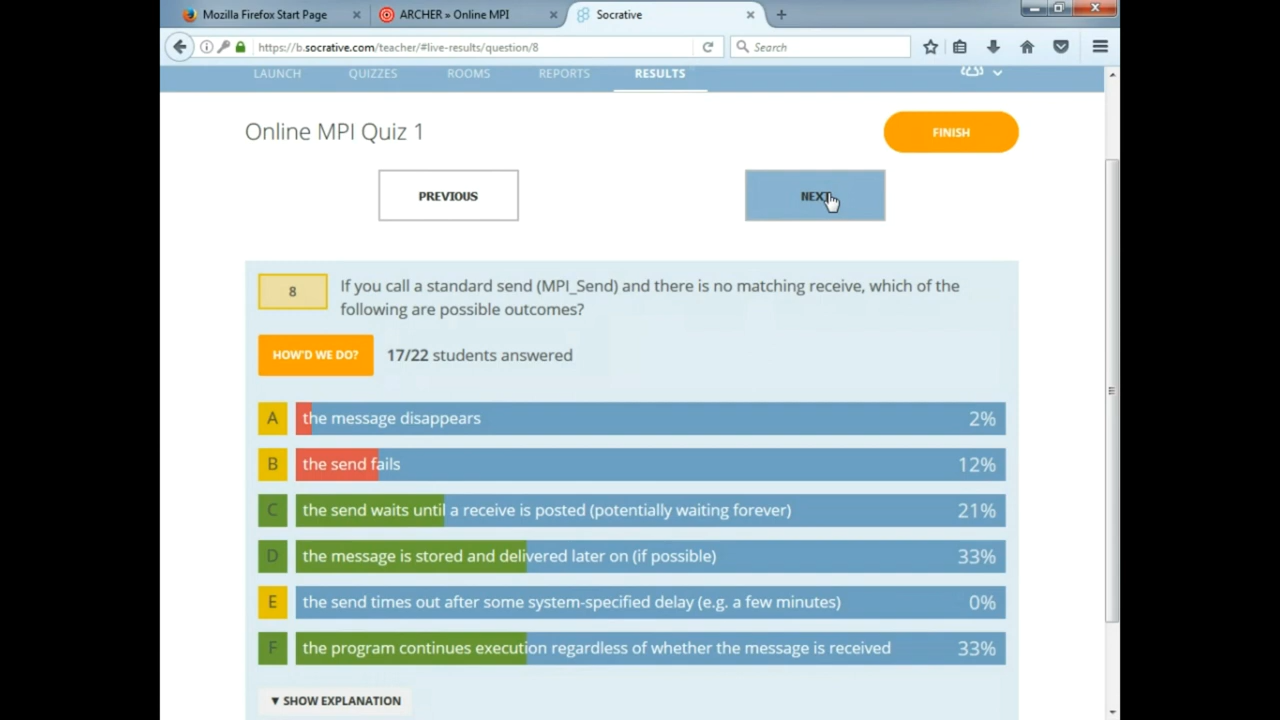 Mozilla Firefox Start Page
ARCHER » Online MPI
Socrative
https://b.socrative.com/teacher/#live-results/question/8
Search
LAUNCH
QUIZZES
ROOMS
REPORTS
RESULTS
Online MPI Quiz 1
FINISH
PREVIOUS
NEXT
8
If you call a standard send (MPI_Send) and there is no matching receive, which of the
following are possible outcomes?
HOW'D WE DO?
17/22 students answered
A the message disappears 2%
B the send fails 12%
C the send waits until a receive is posted (potentially waiting forever) 21%
D the message is stored and delivered later on (if possible) 33%
E the send times out after some system-specified delay (e.g. a few minutes) 0%
F the program continues execution regardless of whether the message is received 33%
▼ SHOW EXPLANATION